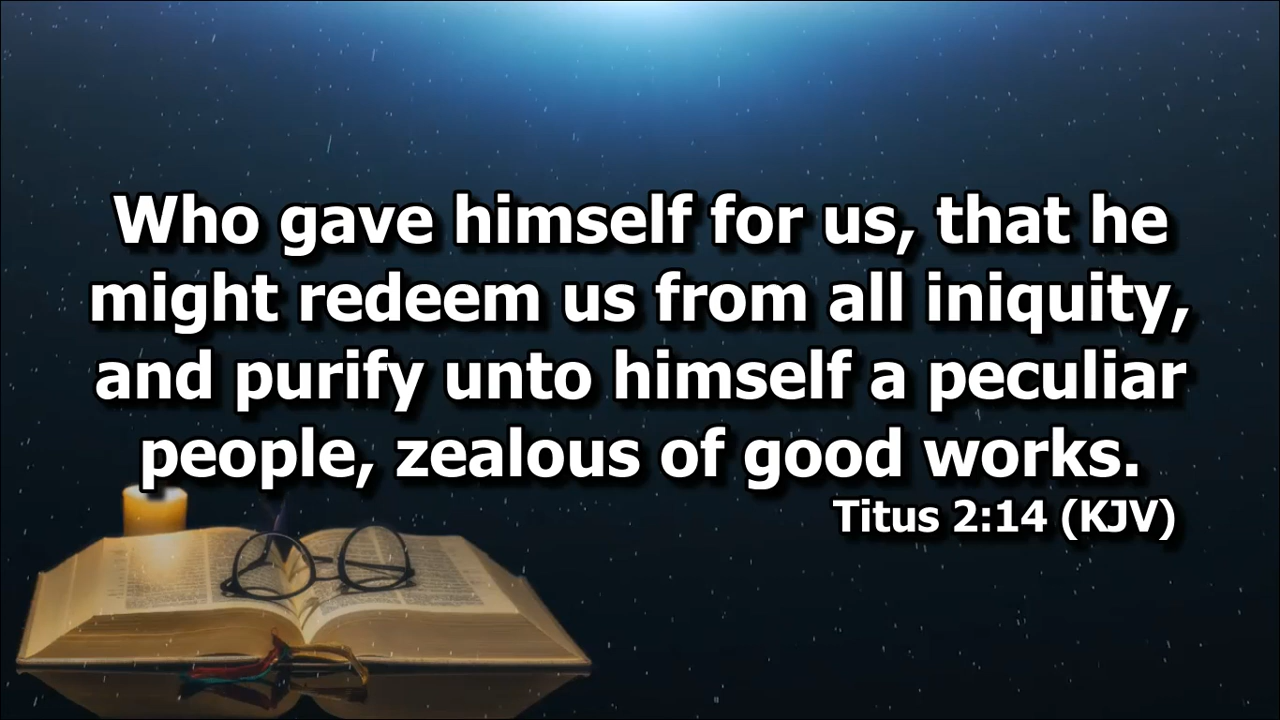 Who gave himself for us, that he
might redeem us from all iniquity,
and purify unto himself a peculiar
people, zealous of good works.
Titus 2:14 (KJV)